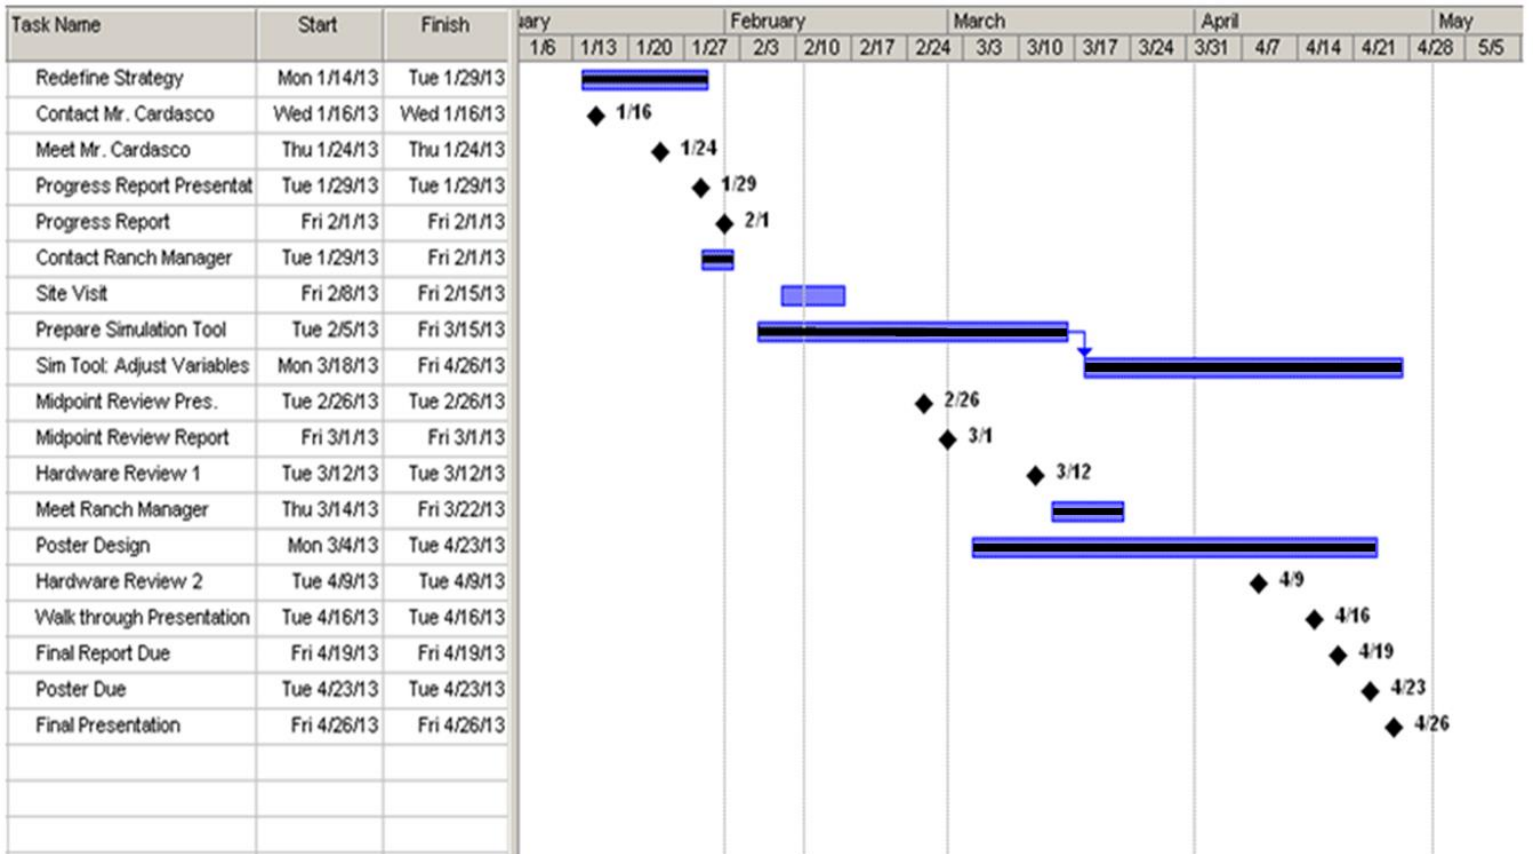 Task Name Start Finish uary February March April May
1/6 1/13 1/20 1/27 2/3 2/10 2/17 2/24 3/3 3/10 3/17 3/24 3/31 4/7 4/14 4/21 4/28 5/5
Redefine Strategy Mon 1/14/13 Tue 1/29/13
Contact Mr. Cardasco Wed 1/16/13 Wed 1/16/13 1/16
Meet Mr. Cardasco Thu 1/24/13 Thu 1/24/13 1/24
Progress Report Presentat Tue 1/29/13 Tue 1/29/13 1/29
Progress Report Fri 2/1/13 Fri 2/1/13 2/1
Contact Ranch Manager Tue 1/29/13 Fri 2/1/13
Site Visit Fri 2/8/13 Fri 2/15/13
Prepare Simulation Tool Tue 2/5/13 Fri 3/15/13
Sim Tool: Adjust Variables Mon 3/18/13 Fri 4/26/13
Midpoint Review Pres. Tue 2/26/13 Tue 2/26/13 2/26
Midpoint Review Report Fri 3/1/13 Fri 3/1/13 3/1
Hardware Review 1 Tue 3/12/13 Tue 3/12/13 3/12
Meet Ranch Manager Thu 3/14/13 Fri 3/22/13
Poster Design Mon 3/4/13 Tue 4/23/13
Hardware Review 2 Tue 4/9/13 Tue 4/9/13 4/9
Walk through Presentation Tue 4/16/13 Tue 4/16/13 4/16
Final Report Due Fri 4/19/13 Fri 4/19/13 4/19
Poster Due Tue 4/23/13 Tue 4/23/13 4/23
Final Presentation Fri 4/26/13 Fri 4/26/13 4/26